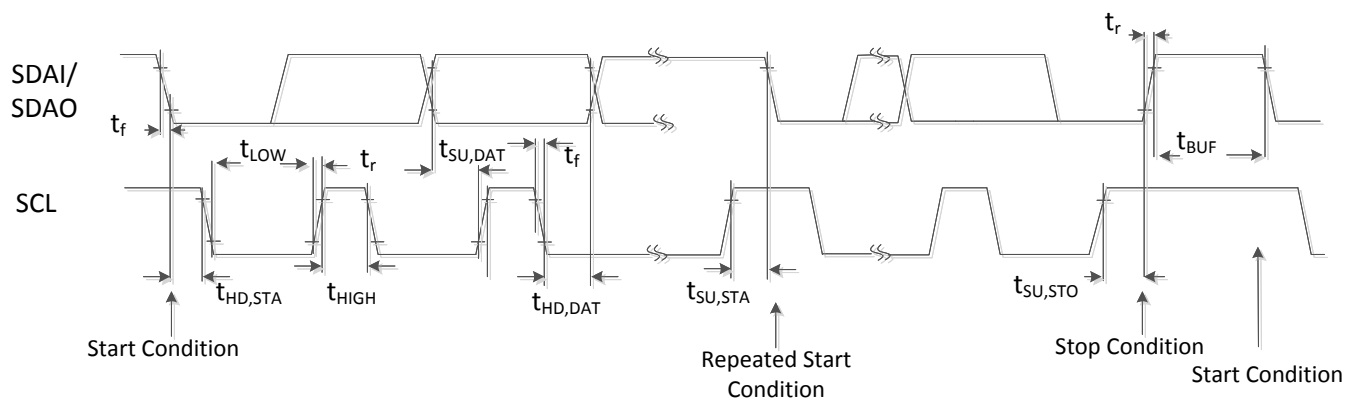 t_r
SDAI/
SDAO
t_f
t_LOW
t_r
t_SU,DAT
t_f
t_BUF
SCL
t_HD,STA
t_HIGH
t_HD,DAT
t_SU,STA
t_SU,STO
Start Condition
Repeated Start
Condition
Stop Condition
Start Condition